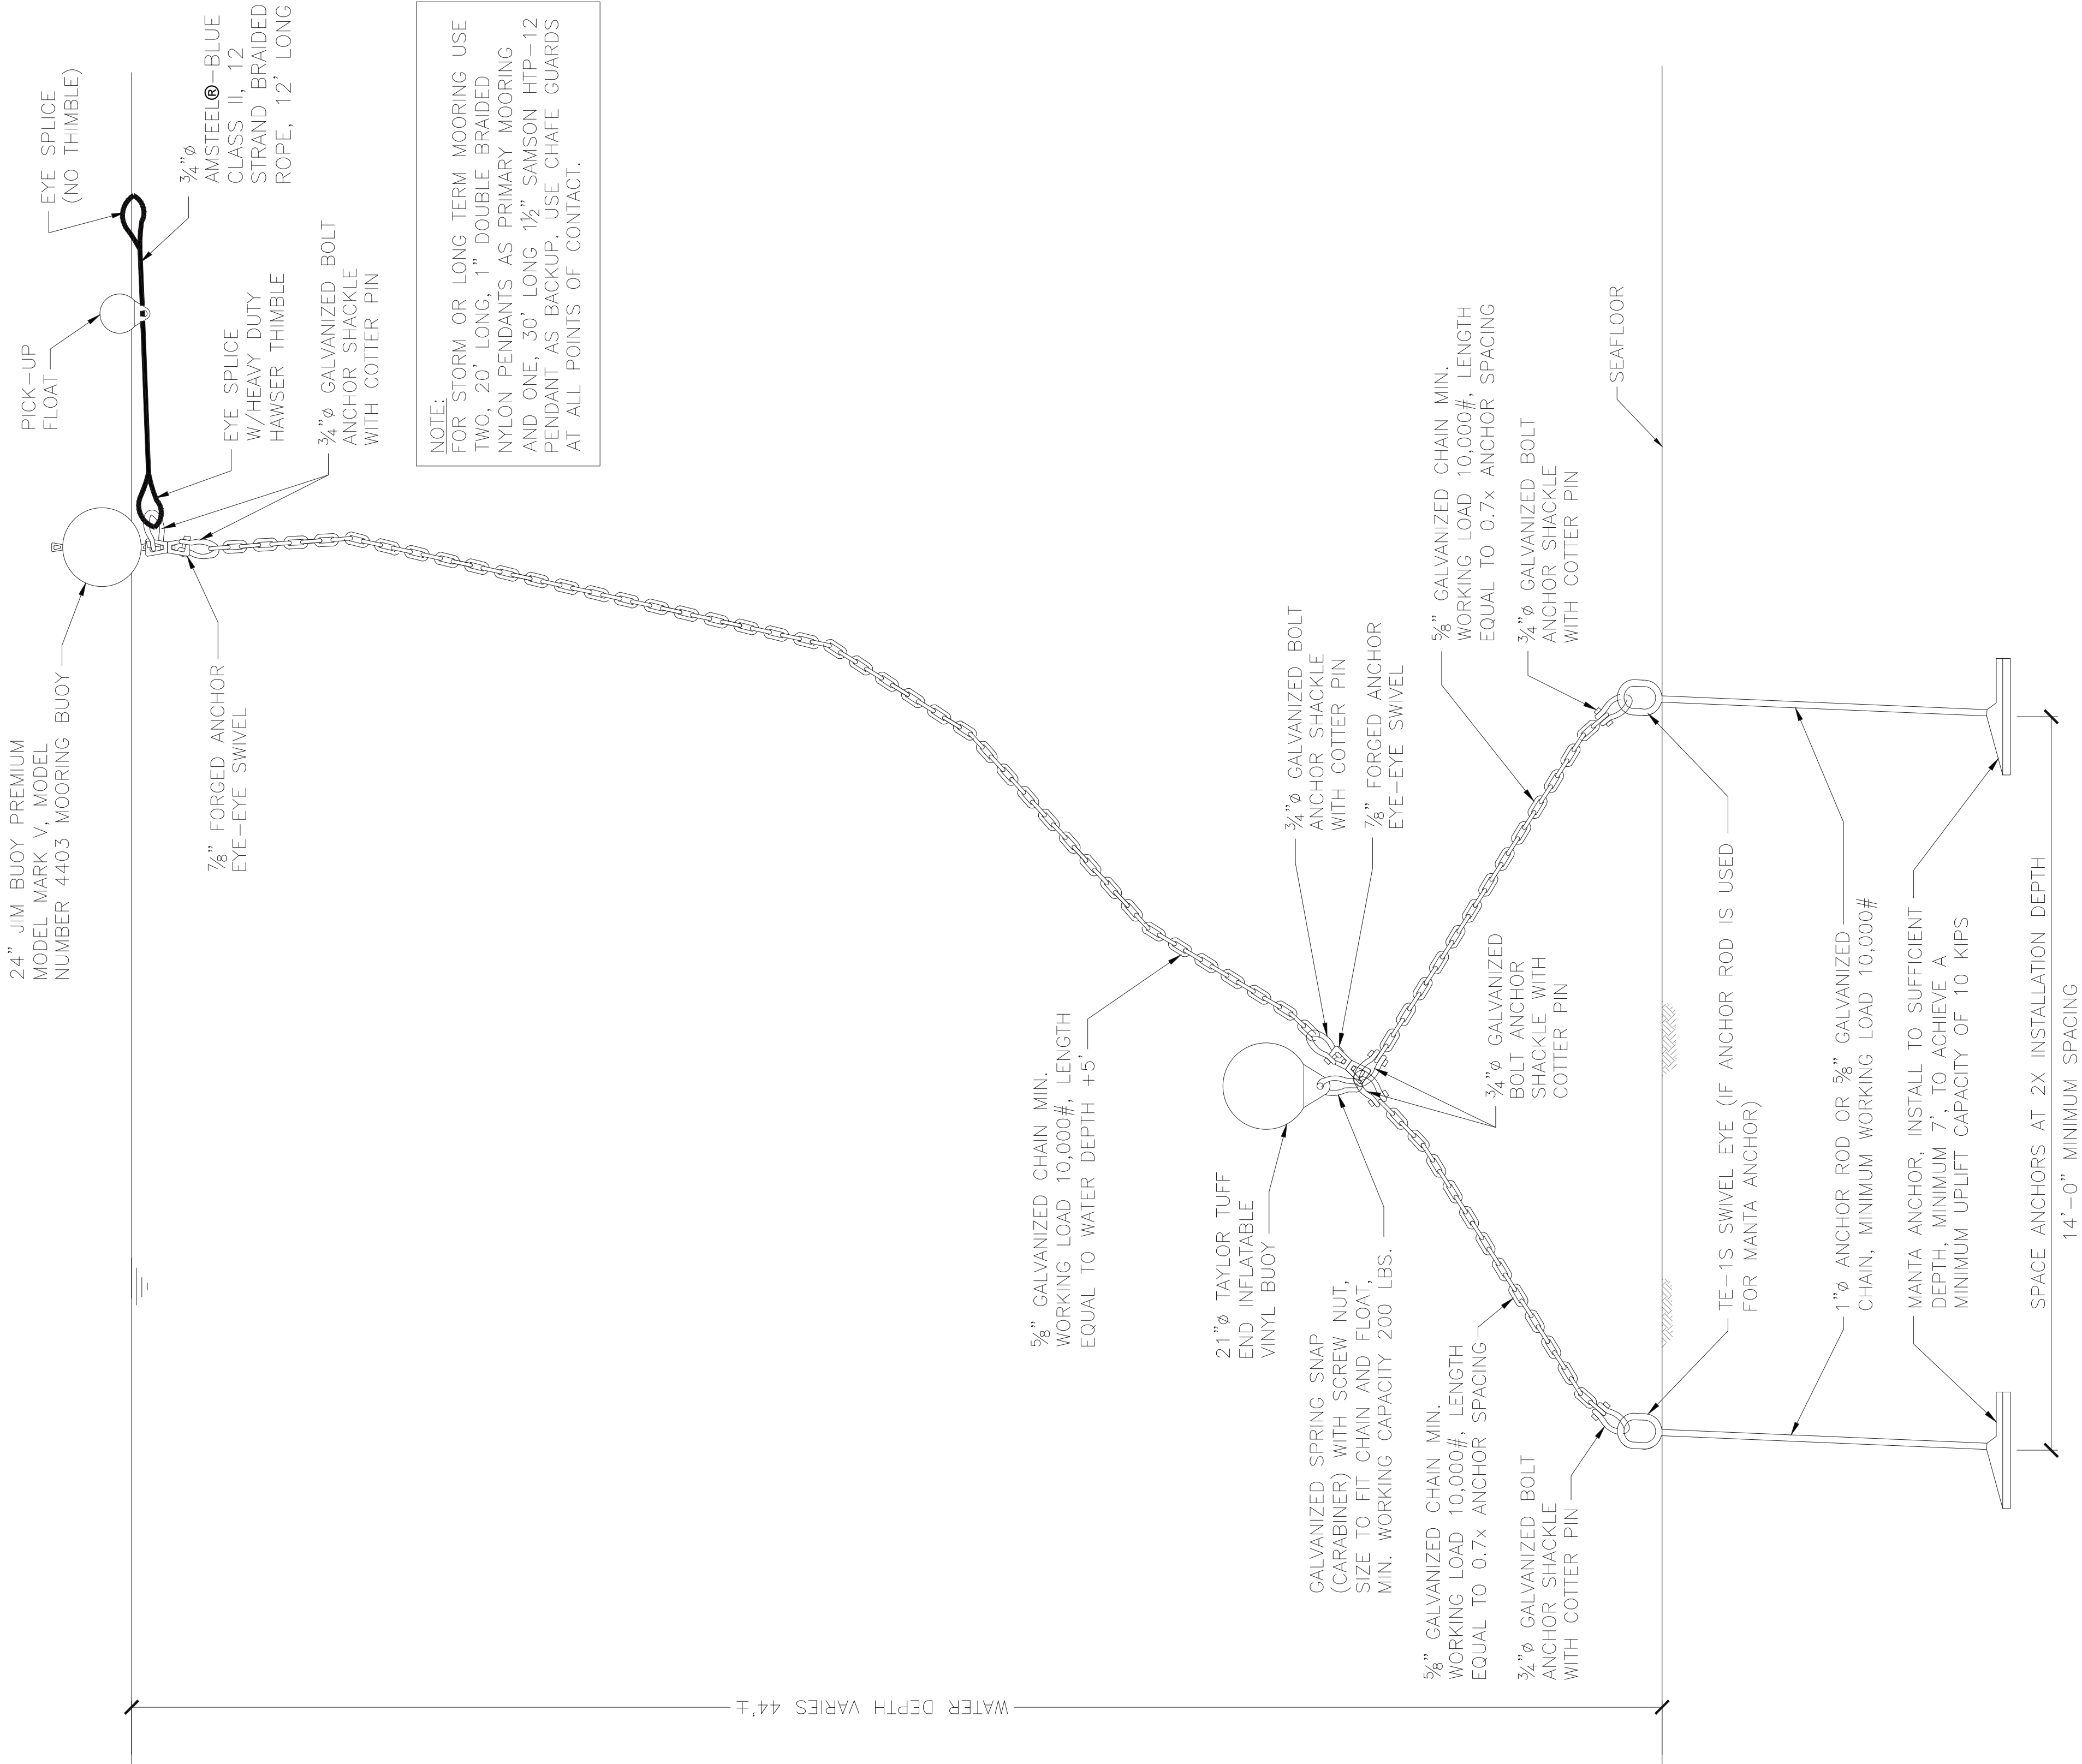 24" JIM BUOY PREMIUM
MODEL MARK V, MODEL
NUMBER 4403 MOORING BUOY
PICK-UP
FLOAT
EYE SPLICE
(NO THIMBLE)
3/4"ø
AMSTEEL®-BLUE
CLASS II, 12
STRAND BRAIDED
ROPE, 12' LONG
EYE SPLICE
W/HEAVY DUTY
HAWSER THIMBLE
3/4"ø GALVANIZED BOLT
ANCHOR SHACKLE
WITH COTTER PIN
7/8" FORGED ANCHOR
EYE-EYE SWIVEL
NOTE:
FOR STORM OR LONG TERM MOORING USE
TWO, 20' LONG, 1" DOUBLE BRAIDED
NYLON PENDANTS AS PRIMARY MOORING
AND ONE, 30' LONG 1½" SAMSON HTP-12
PENDANT AS BACKUP. USE CHAFE GUARDS
AT ALL POINTS OF CONTACT.
5/8" GALVANIZED CHAIN MIN.
WORKING LOAD 10,000#, LENGTH
EQUAL TO WATER DEPTH +5'
21"ø TAYLOR TUFF
END INFLATABLE
VINYL BUOY
GALVANIZED SPRING SNAP
(CARABINER) WITH SCREW NUT,
SIZE TO FIT CHAIN AND FLOAT,
MIN. WORKING CAPACITY 200 LBS.
3/4"ø GALVANIZED BOLT
ANCHOR SHACKLE
WITH COTTER PIN
7/8" FORGED ANCHOR
EYE-EYE SWIVEL
5/8" GALVANIZED CHAIN MIN.
WORKING LOAD 10,000#, LENGTH
EQUAL TO 0.7x ANCHOR SPACING
3/4"ø GALVANIZED BOLT
ANCHOR SHACKLE
WITH COTTER PIN
SEAFLOOR
5/8" GALVANIZED CHAIN MIN.
WORKING LOAD 10,000#, LENGTH
EQUAL TO 0.7x ANCHOR SPACING
3/4"ø GALVANIZED BOLT
ANCHOR SHACKLE
WITH COTTER PIN
3/4"ø GALVANIZED
BOLT ANCHOR
SHACKLE WITH
COTTER PIN
TE-1S SWIVEL EYE (IF ANCHOR ROD IS USED
FOR MANTA ANCHOR)
1"ø ANCHOR ROD OR 5/8" GALVANIZED
CHAIN, MINIMUM WORKING LOAD 10,000#
MANTA ANCHOR, INSTALL TO SUFFICIENT
DEPTH, MINIMUM 7', TO ACHIEVE A
MINIMUM UPLIFT CAPACITY OF 10 KIPS
SPACE ANCHORS AT 2X INSTALLATION DEPTH
14'-0" MINIMUM SPACING
WATER DEPTH VARIES 44'±